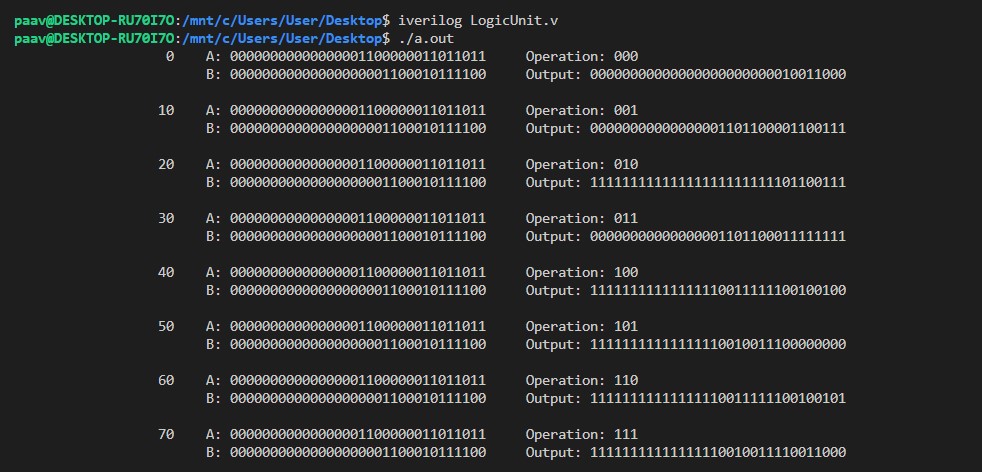 paav@DESKTOP-RU70I7O:/mnt/c/Users/User/Desktop$ iverilog LogicUnit.v
paav@DESKTOP-RU70I7O:/mnt/c/Users/User/Desktop$ ./a.out
0 A: 00000000000000001100000011011011 Operation: 000
B: 00000000000000000001100010111100 Output: 00000000000000000000000010011000
10 A: 00000000000000001100000011011011 Operation: 001
B: 00000000000000000001100010111100 Output: 00000000000000001101100001100111
20 A: 00000000000000001100000011011011 Operation: 010
B: 00000000000000000001100010111100 Output: 11111111111111111111111101100111
30 A: 00000000000000001100000011011011 Operation: 011
B: 00000000000000000001100010111100 Output: 00000000000000001101100011111111
40 A: 00000000000000001100000011011011 Operation: 100
B: 00000000000000000001100010111100 Output: 11111111111111110011111100100100
50 A: 00000000000000001100000011011011 Operation: 101
B: 00000000000000000001100010111100 Output: 11111111111111110010011100000000
60 A: 00000000000000001100000011011011 Operation: 110
B: 00000000000000000001100010111100 Output: 11111111111111110011111100100101
70 A: 00000000000000001100000011011011 Operation: 111
B: 00000000000000000001100010111100 Output: 11111111111111110010011110011000